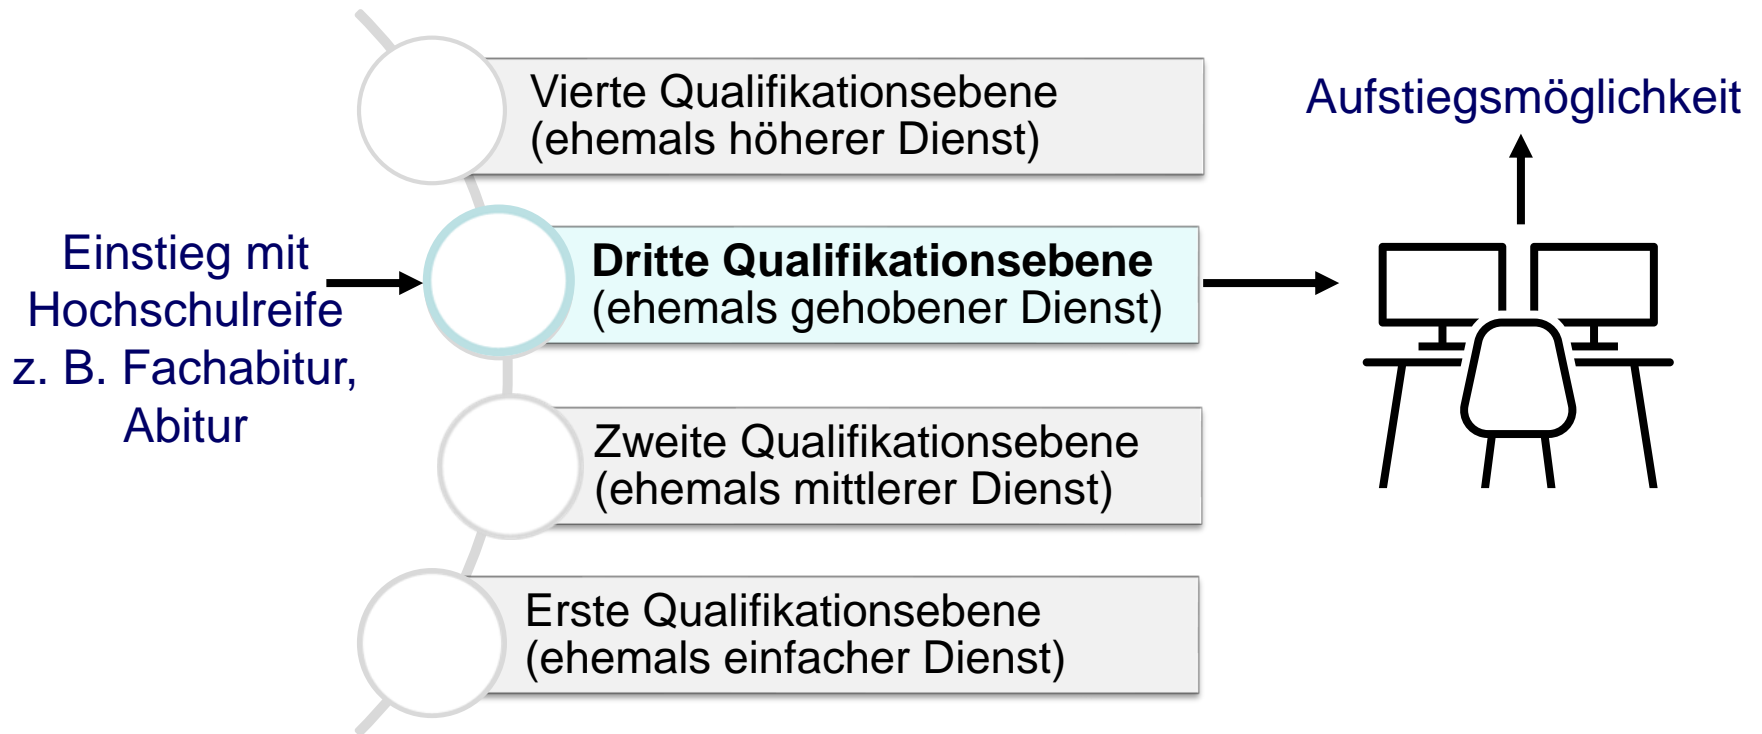 Vierte Qualifikationsebene
(ehemals höherer Dienst)
Aufstiegsmöglichkeit
Einstieg mit
Hochschulreife
z. B. Fachabitur,
Abitur
Dritte Qualifikationsebene
(ehemals gehobener Dienst)
Zweite Qualifikationsebene
(ehemals mittlerer Dienst)
Erste Qualifikationsebene
(ehemals einfacher Dienst)